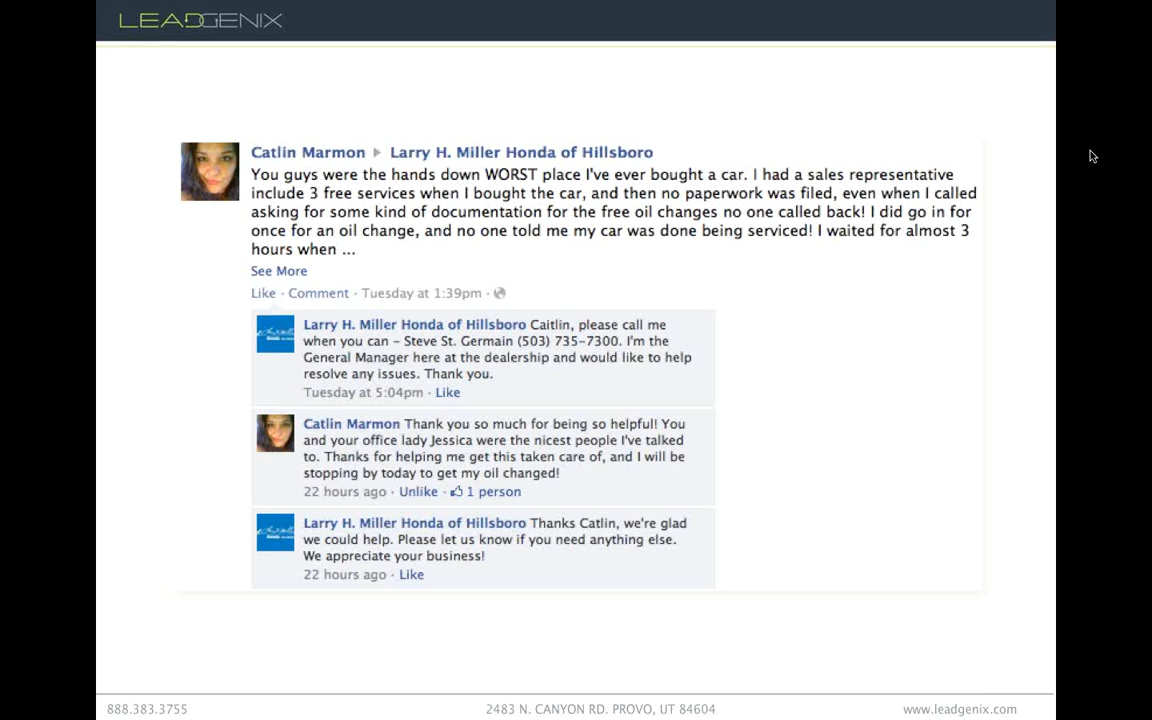 LEADGENIX
Catlin Marmon ▶ Larry H. Miller Honda of Hillsboro
You guys were the hands down WORST place I've ever bought a car. I had a sales representative
include 3 free services when I bought the car, and then no paperwork was filed, even when I called
asking for some kind of documentation for the free oil changes no one called back! I did go in for
once for an oil change, and no one told me my car was done being serviced! I waited for almost 3
hours when ...
See More
Like · Comment · Tuesday at 1:39pm ·
Larry H. Miller Honda of Hillsboro Caitlin, please call me
when you can – Steve St. Germain (503) 735-7300. I'm the
General Manager here at the dealership and would like to help
resolve any issues. Thank you.
Tuesday at 5:04pm · Like
Catlin Marmon Thank you so much for being so helpful! You
and your office lady Jessica were the nicest people I've talked
to. Thanks for helping me get this taken care of, and I will be
stopping by today to get my oil changed!
22 hours ago · Unlike · 1 person
Larry H. Miller Honda of Hillsboro Thanks Catlin, we're glad
we could help. Please let us know if you need anything else.
We appreciate your business!
22 hours ago · Like
888.383.3755
2483 N. CANYON RD. PROVO, UT 84604
www.leadgenix.com